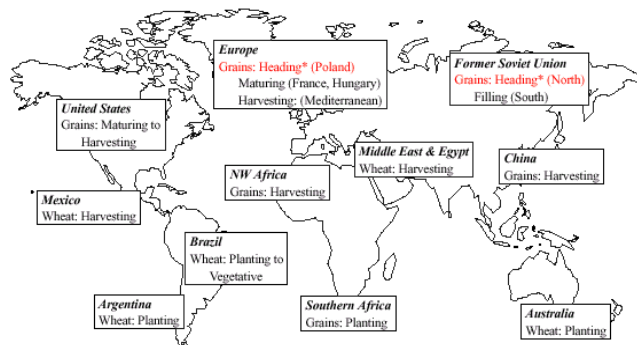 Europe
Grains: Heading* (Poland)
Maturing (France, Hungary)
Harvesting: (Mediterranean)
Former Soviet Union
Grains: Heading* (North)
Filling (South)
United States
Grains: Maturing to
Harvesting
Middle East & Egypt
Wheat: Harvesting
China
Grains: Harvesting
NW Africa
Grains: Harvesting
Mexico
Wheat: Harvesting
Brazil
Wheat: Planting to
Vegetative
Argentina
Wheat: Planting
Southern Africa
Grains: Planting
Australia
Wheat: Planting